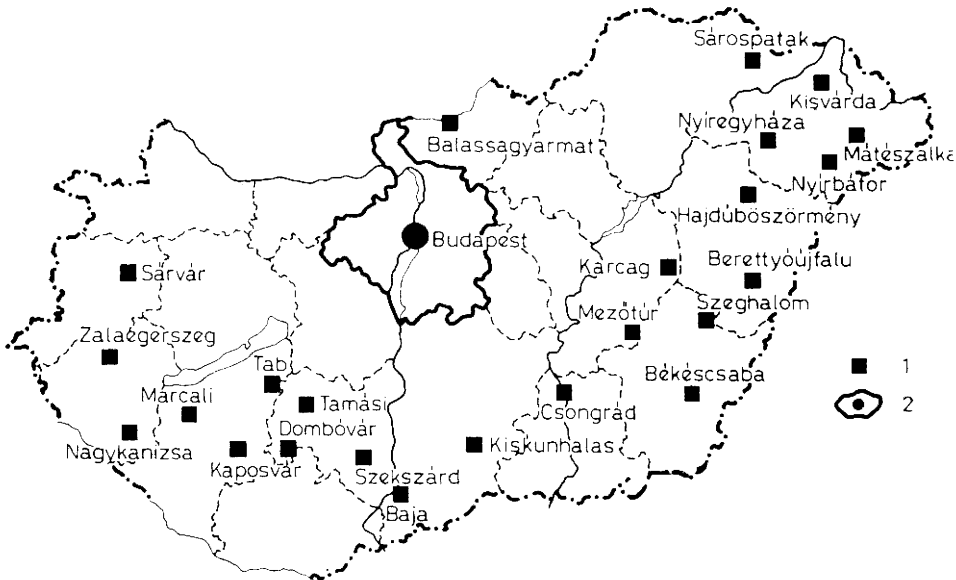 Sárospatak
Kisvárda
Nyíregyháza
Balassagyarmat
Mátészalka
Nyírbátor
Hajdúböszörmény
Budapest
Karcag
Berettyóújfalu
Sárvár
Szeghalom
Mezőtúr
Zalaegerszeg
Tab
Békéscsaba
1
Marcali
Tamási
Csongrád
2
Dombóvár
Nagykanizsa
Kaposvár
Szekszárd
Kiskunhalas
Baja